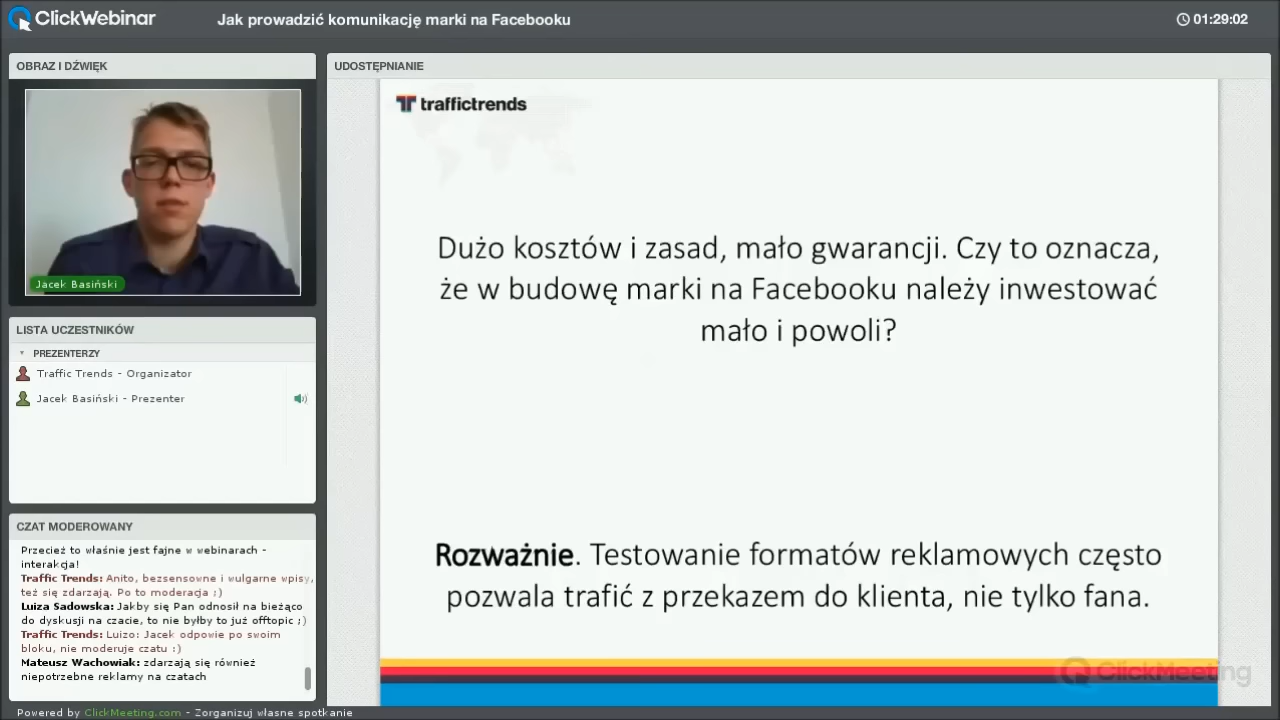 ClickWebinar
Jak prowadzić komunikację marki na Facebooku
01:29:02
OBRAZ I DŹWIĘK
Jacek Basiński
LISTA UCZESTNIKÓW
PREZENTERZY
Traffic Trends - Organizator
Jacek Basiński - Prezenter
CZAT MODEROWANY
Przecież to właśnie jest fajne w webinarach -
interakcja!
Traffic Trends: Anito, bezsensowne i wulgarne wpisy,
też się zdarzają. Po to moderacja ;)
Luiza Sadowska: Jakby się Pan odnosił na bieżąco
do dyskusji na czacie, to nie byłby to już offtopic ;)
Traffic Trends: Luizo: Jacek odpowie po swoim
bloku, nie moderuje czatu :)
Mateusz Wachowiak: zdarzają się również
niepotrzebne reklamy na czatach
UDOSTĘPNIANIE
traffictrends
Dużo kosztów i zasad, mało gwarancji. Czy to oznacza,
że w budowę marki na Facebooku należy inwestować
mało i powoli?
Rozważnie. Testowanie formatów reklamowych często
pozwala trafić z przekazem do klienta, nie tylko fana.
ClickMeeting
Powered by ClickMeeting.com - Zorganizuj własne spotkanie